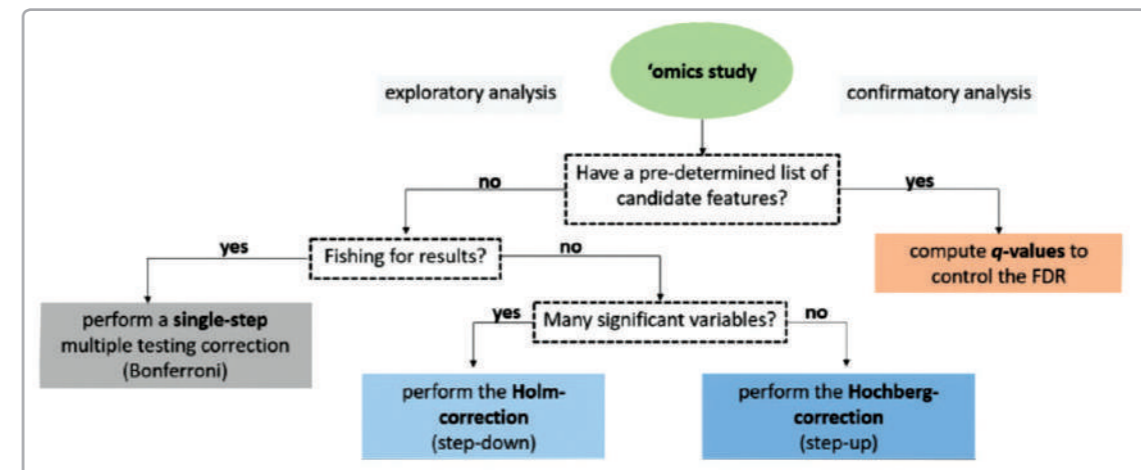 'omics study
exploratory analysis
confirmatory analysis
Have a pre-determined list of
candidate features?
no
yes
Fishing for results?
yes
no
compute q-values to
control the FDR
perform a single-step
multiple testing correction
(Bonferroni)
Many significant variables?
yes
no
perform the Holm-
correction
(step-down)
perform the Hochberg-
correction
(step-up)